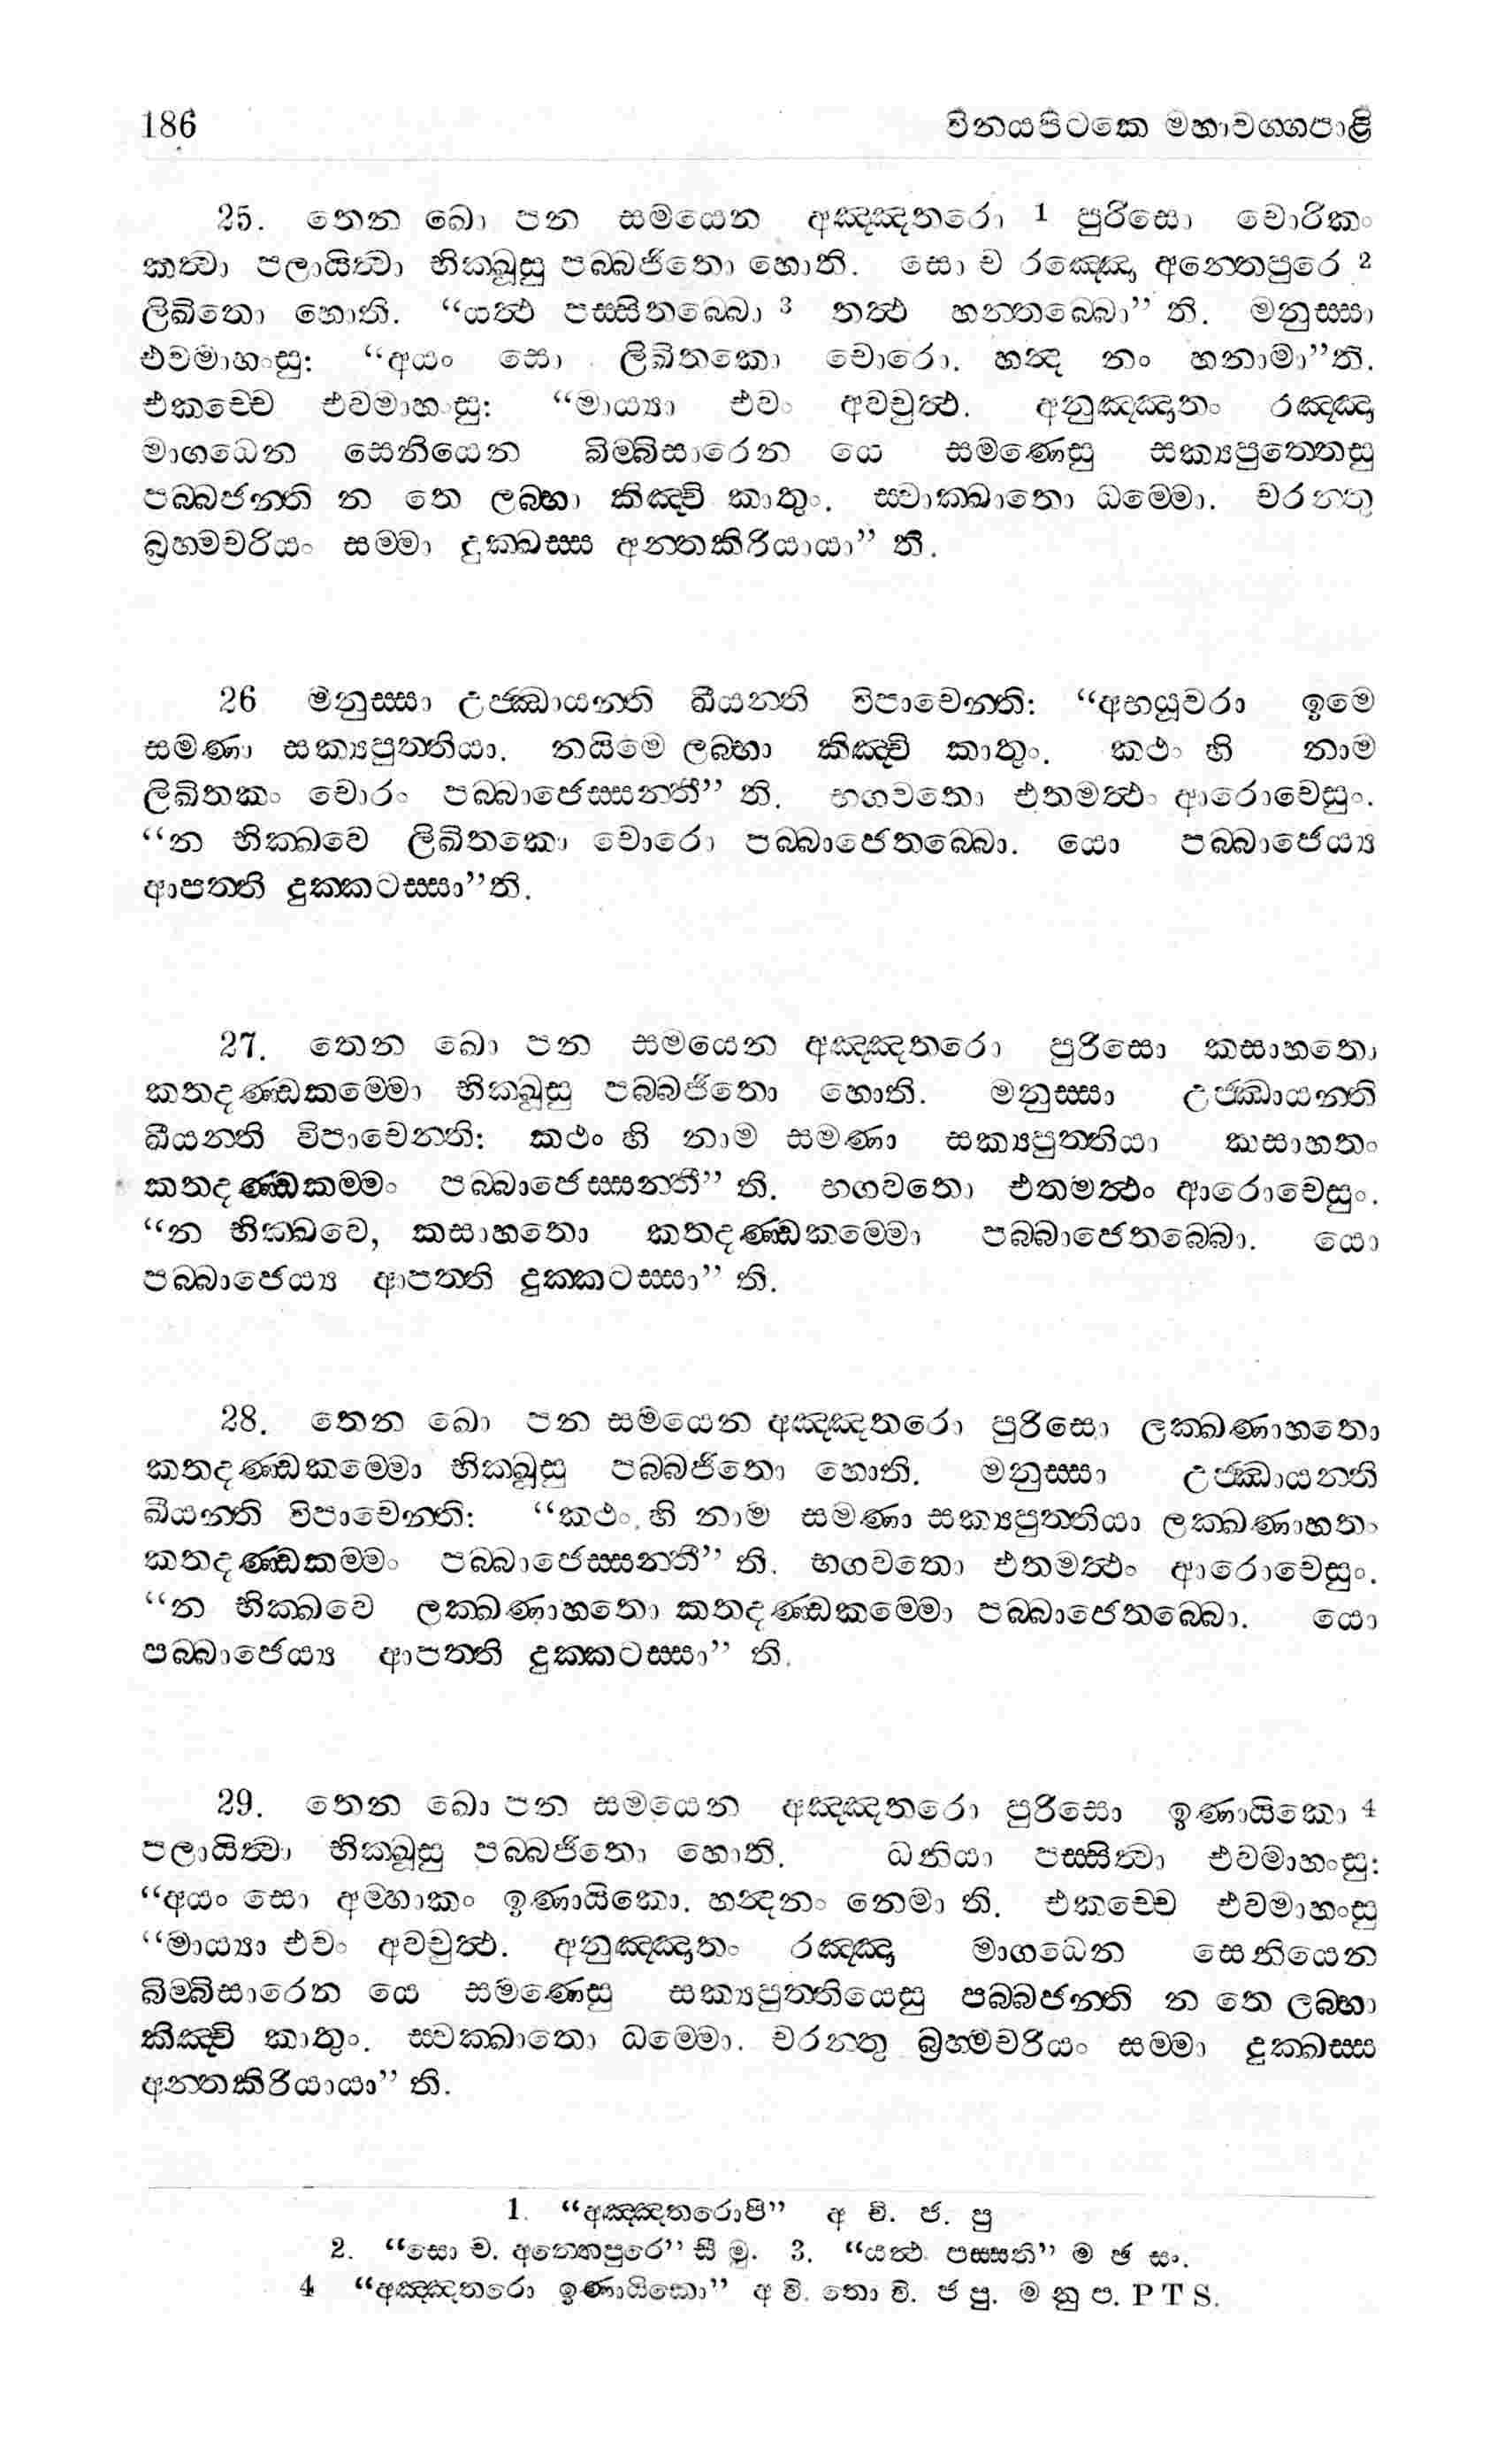 186 විනයපිටකෙ මහාවග්ගපාළි
25. තෙන ඛො පන සමයෙන අඤ්ඤතරො 1 පුරිසො චොරිකං
කත්වා පලායිත්වා භික්ඛූසු පබ්බජිතො හොති. සො ච රඤ්ඤෙ අන්තෙපුරෙ 2
ලිඛිතො හොති. “යත්ථ පස්සිතබ්බො 3 තත්ථ හන්තබ්බො” ති. මනුස්සා
එවමාහංසු: “අයං සො ලිඛිතකො චොරො. හන්ද නං හනාමා”ති.
එකච්චෙ එවමාහංසු: “මාය්‍යා එවං අවචුත්ථ. අනුඤ්ඤාතං රඤ්ඤා
මාගධෙන සෙනියෙන බිම්බිසාරෙන යෙ සමණෙසු සක්‍යපුත්තෙසු
පබ්බජන්ති න තෙ ලබ්භා කිඤ්චි කාතුං. ස්වාක්ඛාතො ධම්මො. චරන්තු
බ්‍රහ්මචරියං සම්මා දුක්ඛස්ස අන්තකිරියායා” ති.
26 මනුස්සා උජ්ඣායන්ති ඛීයන්ති විපාචෙන්ති: “අභයූවරා ඉමෙ
සමණා සක්‍යපුත්තියා. නයිමෙ ලබ්භා කිඤ්චි කාතුං. කථං හි නාම
ලිඛිතකං චොරං පබ්බාජෙස්සන්තී” ති. භගවතො එතමත්ථං ආරොචෙසුං.
“න භික්ඛවෙ ලිඛිතකො චොරො පබ්බාජෙතබ්බො. යො පබ්බාජෙය්‍ය
ආපත්ති දුක්කටස්සා”ති.
27. තෙන ඛො පන සමයෙන අඤ්ඤතරො පුරිසො කසාහතො
කතදණ්ඩකම්මො භික්ඛූසු පබ්බජිතො හොති. මනුස්සා උජ්ඣායන්ති
ඛීයන්ති විපාචෙන්ති: කථං හි නාම සමණා සක්‍යපුත්තියා කසාහතං
කතදණ්ඩකම්මං පබ්බාජෙස්සන්තී” ති. භගවතො එතමත්ථං ආරොචෙසුං.
“න භික්ඛවෙ, කසාහතො කතදණ්ඩකම්මො පබ්බාජෙතබ්බො. යො
පබ්බාජෙය්‍ය ආපත්ති දුක්කටස්සා” ති.
28. තෙන ඛො පන සමයෙන අඤ්ඤතරො පුරිසො ලක්ඛණාහතො
කතදණ්ඩකම්මො භික්ඛූසු පබ්බජිතො හොති. මනුස්සා උජ්ඣායන්ති
ඛීයන්ති විපාචෙන්ති: “කථං හි නාම සමණා සක්‍යපුත්තියා ලක්ඛණාහතං
කතදණ්ඩකම්මං පබ්බාජෙස්සන්තී” ති. භගවතො එතමත්ථං ආරොචෙසුං.
“න භික්ඛවෙ ලක්ඛණාහතො කතදණ්ඩකම්මො පබ්බාජෙතබ්බො. යො
පබ්බාජෙය්‍ය ආපත්ති දුක්කටස්සා” ති.
29. තෙන ඛො පන සමයෙන අඤ්ඤතරො පුරිසො ඉණායිකො 4
පලායිත්වා භික්ඛූසු පබ්බජිතො හොති. ධනියා පස්සිත්වා එවමාහංසු:
“අයං සො අම්හාකං ඉණායිකො. හන්දනං නෙමා ති. එකච්චෙ එවමාහංසු
“මාය්‍යා එවං අවචුත්ථ. අනුඤ්ඤාතං රඤ්ඤා මාගධෙන සෙනියෙන
බිම්බිසාරෙන යෙ සමණෙසු සක්‍යපුත්තියෙසු පබ්බජන්ති න තෙ ලබ්භා
කිඤ්චි කාතුං. ස්වක්ඛාතො ධම්මො. චරන්තු බ්‍රහ්මචරියං සම්මා දුක්ඛස්ස
අන්තකිරියායා” ති.
1. “අඤ්ඤතරොපි” අ වි. ජ. පු
2. “සො ච. අන්තෙපුරෙ” සී මු. 3. “යත්ථ පස්සති” ම ඡ සං.
4 “අඤ්ඤතරො ඉණායිකො” අ වි. තො වි. ජ පු. ම නු ප. P T S.